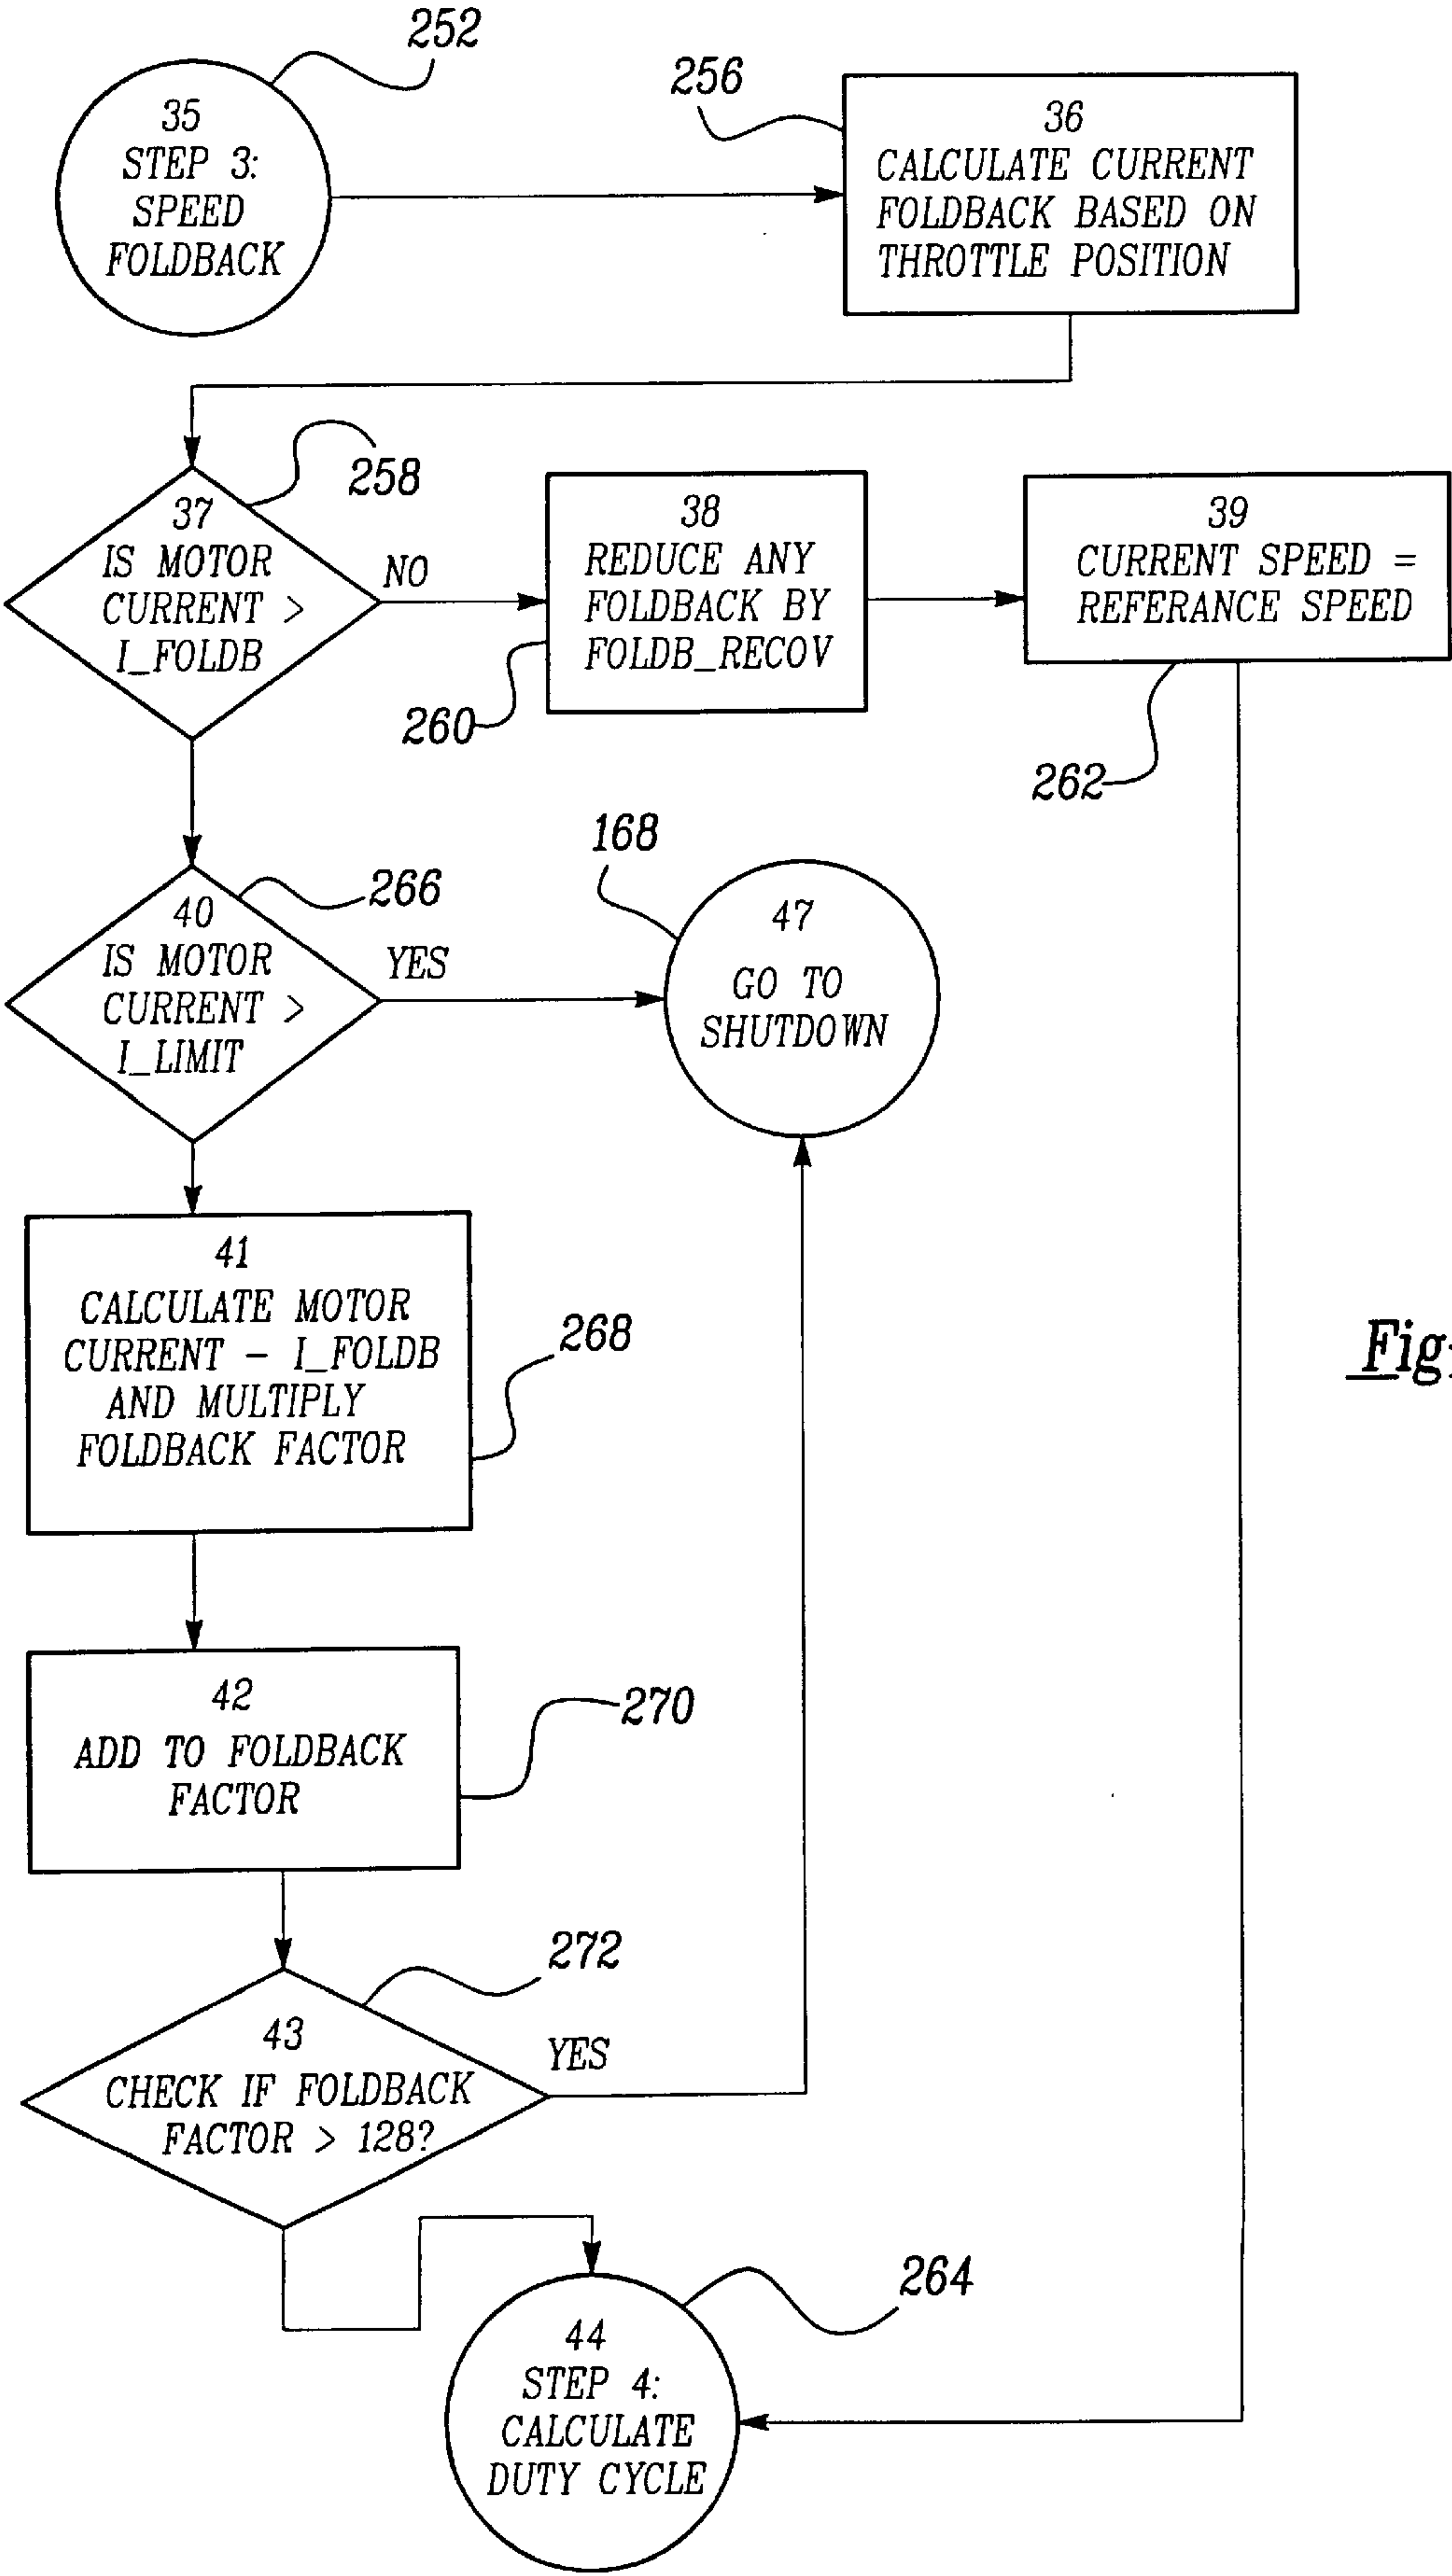 252
35
STEP 3:
SPEED
FOLDBACK
256
36
CALCULATE CURRENT
FOLDBACK BASED ON
THROTTLE POSITION
258
37
IS MOTOR
CURRENT >
I_FOLDB
NO
38
REDUCE ANY
FOLDBACK BY
FOLDB_RECOV
260
39
CURRENT SPEED =
REFERANCE SPEED
262
266
40
IS MOTOR
CURRENT >
I_LIMIT
YES
168
47
GO TO
SHUTDOWN
41
CALCULATE MOTOR
CURRENT - I_FOLDB
AND MULTIPLY
FOLDBACK FACTOR
268
Fig
42
ADD TO FOLDBACK
FACTOR
270
272
43
CHECK IF FOLDBACK
FACTOR > 128?
YES
264
44
STEP 4:
CALCULATE
DUTY CYCLE